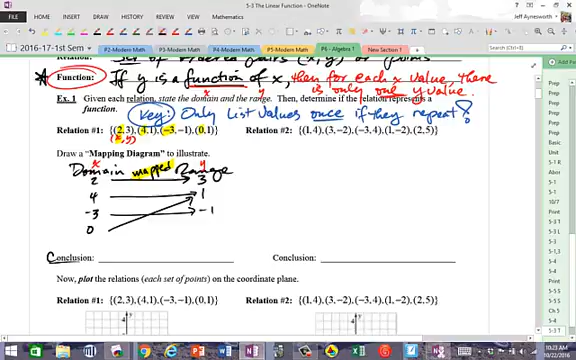 5-3 The Linear Function - OneNote
Jeff Aynesworth
FILE HOME INSERT DRAW HISTORY REVIEW VIEW Mathematics
2016-17-1st Sem P2-Modern Math P3-Modern Math P4-Modern Math P5-Modern Math P6 - Algebra 1 New Section 1
Function: If y is a function of x, then for each x value, there
is only one y value.
Ex. 1 Given each relation, state the domain and the range. Then, determine if the relation represents a
function.
Key: Only List Values once if they repeat
Relation #1: {(2,3),(4,1),(-3,-1),(0,1)} Relation #2: {(1,4),(3,-2),(-3,4),(1,-2),(2,5)}
(x, y)
Draw a "Mapping Diagram" to illustrate.
x y
Domain mapped Range
2 3
4 1
-3 -1
0
Conclusion: Conclusion:
Now, plot the relations (each set of points) on the coordinate plane.
Relation #1: {(2,3),(4,1),(-3,-1),(0,1)} Relation #2: {(1,4),(3,-2),(-3,4),(1,-2),(2,5)}
10:23 AM